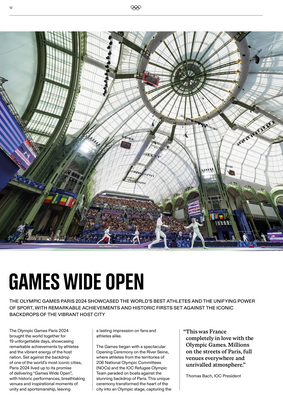 GAMES WIDE OPEN
THE OLYMPIC GAMES PARIS 2024 SHOWCASED THE WORLD'S BEST ATHLETES AND THE UNIFYING POWER
OF SPORT, WITH REMARKABLE ACHIEVEMENTS AND HISTORIC FIRSTS SET AGAINST THE ICONIC
BACKDROPS OF THE VIBRANT HOST CITY
The Olympic Games Paris 2024
brought the world together for
19 unforgettable days, showcasing
remarkable achievements by athletes
and the vibrant energy of the host
nation. Set against the backdrop
of one of the world's most iconic cities,
Paris 2024 lived up to its promise
of delivering “Games Wide Open”,
with historic performances, breathtaking
venues and inspirational moments of
unity and sportsmanship, leaving
a lasting impression on fans and
athletes alike.
The Games began with a spectacular
Opening Ceremony on the River Seine,
where athletes from the territories of
206 National Olympic Committees
(NOCs) and the IOC Refugee Olympic
Team paraded on boats against the
stunning backdrop of Paris. This unique
ceremony transformed the heart of the
city into an Olympic stage, capturing the
“This was France
completely in love with the
Olympic Games. Millions
on the streets of Paris, full
venues everywhere and
unrivalled atmosphere.”
Thomas Bach, IOC President